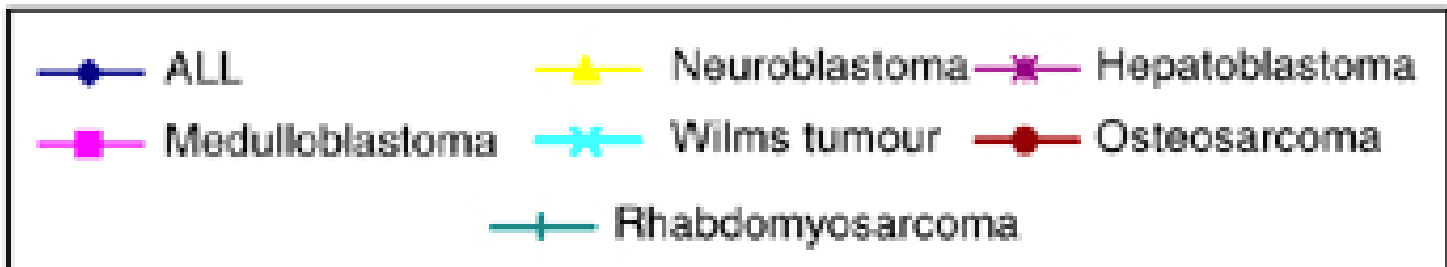 ALL Neuroblastoma Hepatoblastoma
Medulloblastoma Wilms tumour Osteosarcoma
Rhabdomyosarcoma